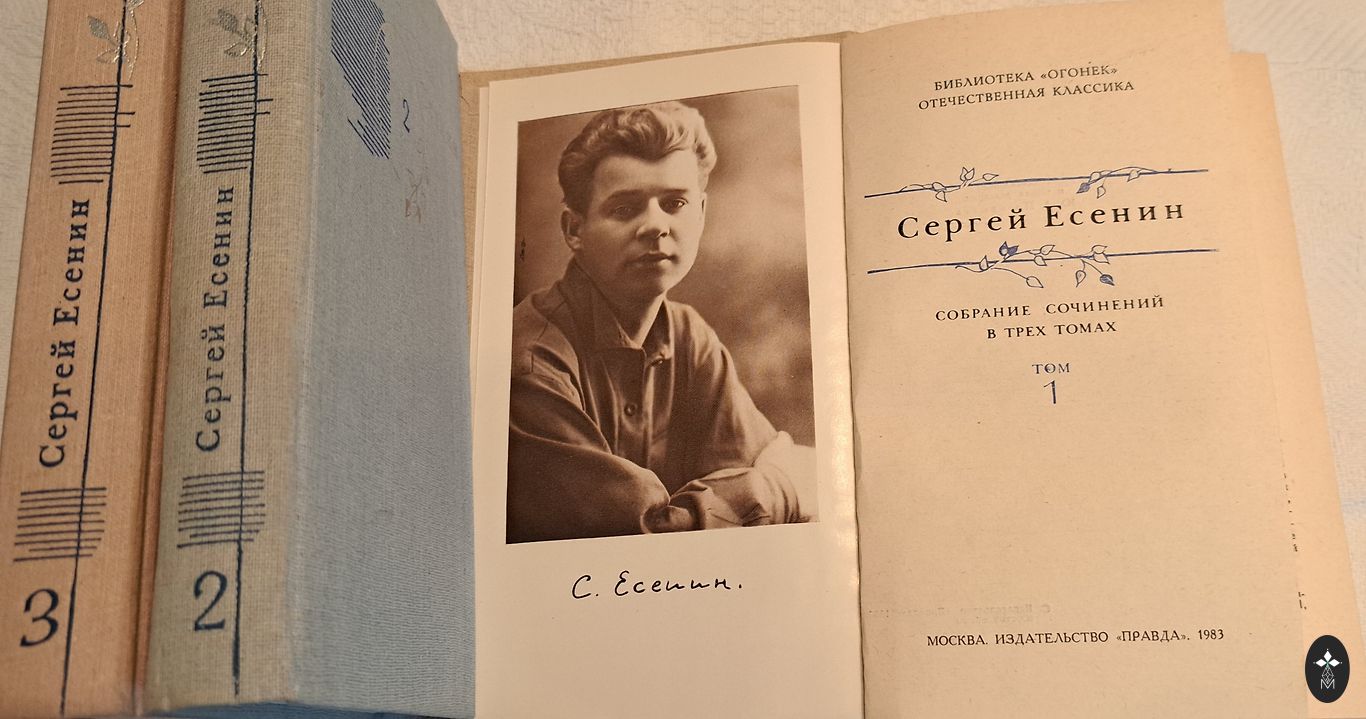 Сергей Есенин
3
Сергей Есенин
2
2
С. Есенин.
БИБЛИОТЕКА «ОГОНЕК»
ОТЕЧЕСТВЕННАЯ КЛАССИКА
Сергей Есенин
СОБРАНИЕ СОЧИНЕНИЙ
В ТРЕХ ТОМАХ
ТОМ
1
МОСКВА. ИЗДАТЕЛЬСТВО «ПРАВДА». 1983
М